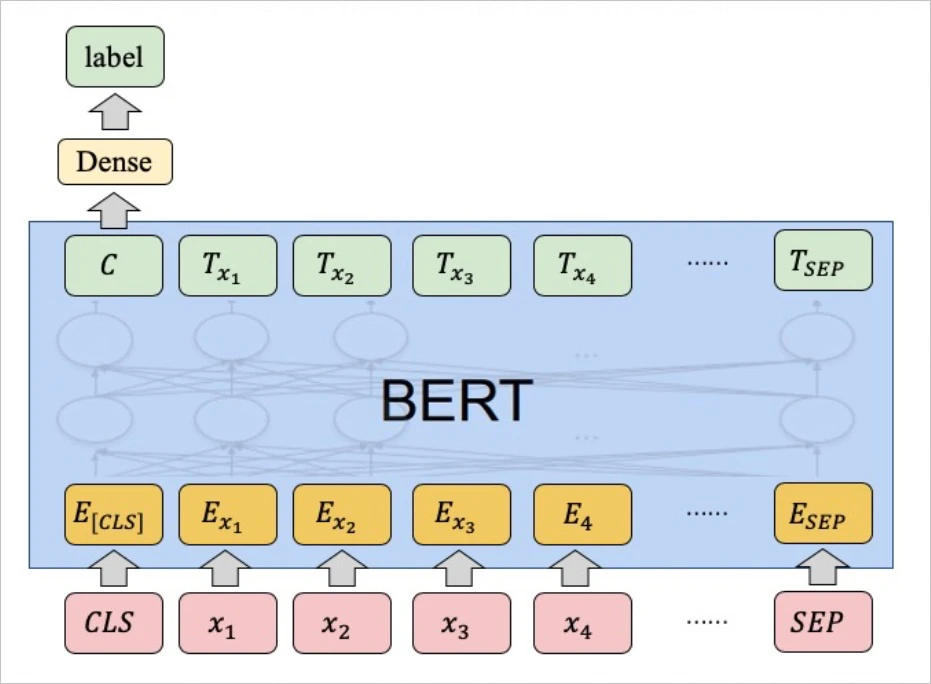 label
Dense
C T_{x_1} T_{x_2} T_{x_3} T_{x_4} ...... T_{SEP}
...
BERT
...
E_{[CLS]} E_{x_1} E_{x_2} E_{x_3} E_4 ...... E_{SEP}
CLS x_1 x_2 x_3 x_4 ...... SEP